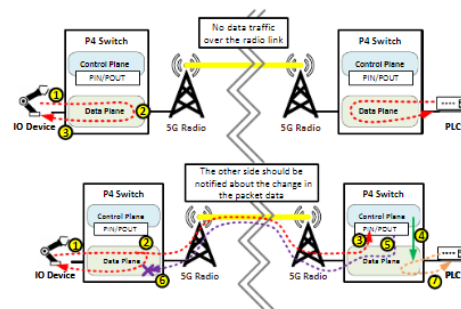 No data traffic
over the radio link
P4 Switch
Control Plane
PIN/POUT
Data Plane
1
2
3
IO Device
5G Radio
5G Radio
P4 Switch
Control Plane
PIN/POUT
Data Plane
PLC
The other side should be
notified about the change in
the packet data
P4 Switch
Control Plane
PIN/POUT
Data Plane
1
2
6
IO Device
5G Radio
5G Radio
P4 Switch
Control Plane
PIN/POUT
Data Plane
3
5
4
7
PLC